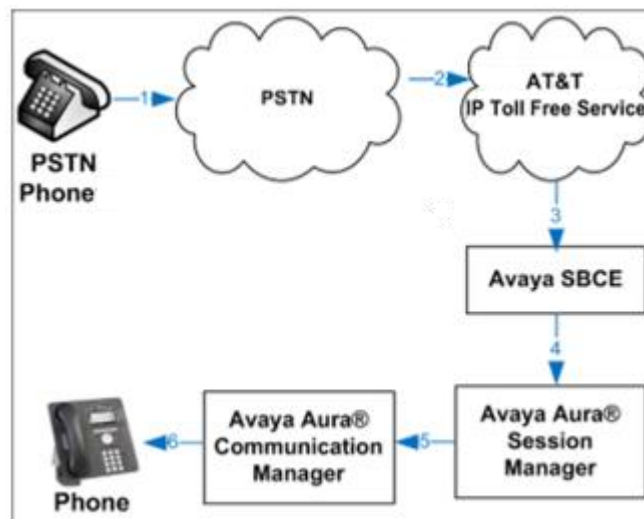 PSTN
Phone
1
PSTN
2
AT&T
IP Toll Free Service
3
Avaya SBCE
4
Avaya Aura®
Session
Manager
5
Avaya Aura®
Communication
Manager
6
Phone